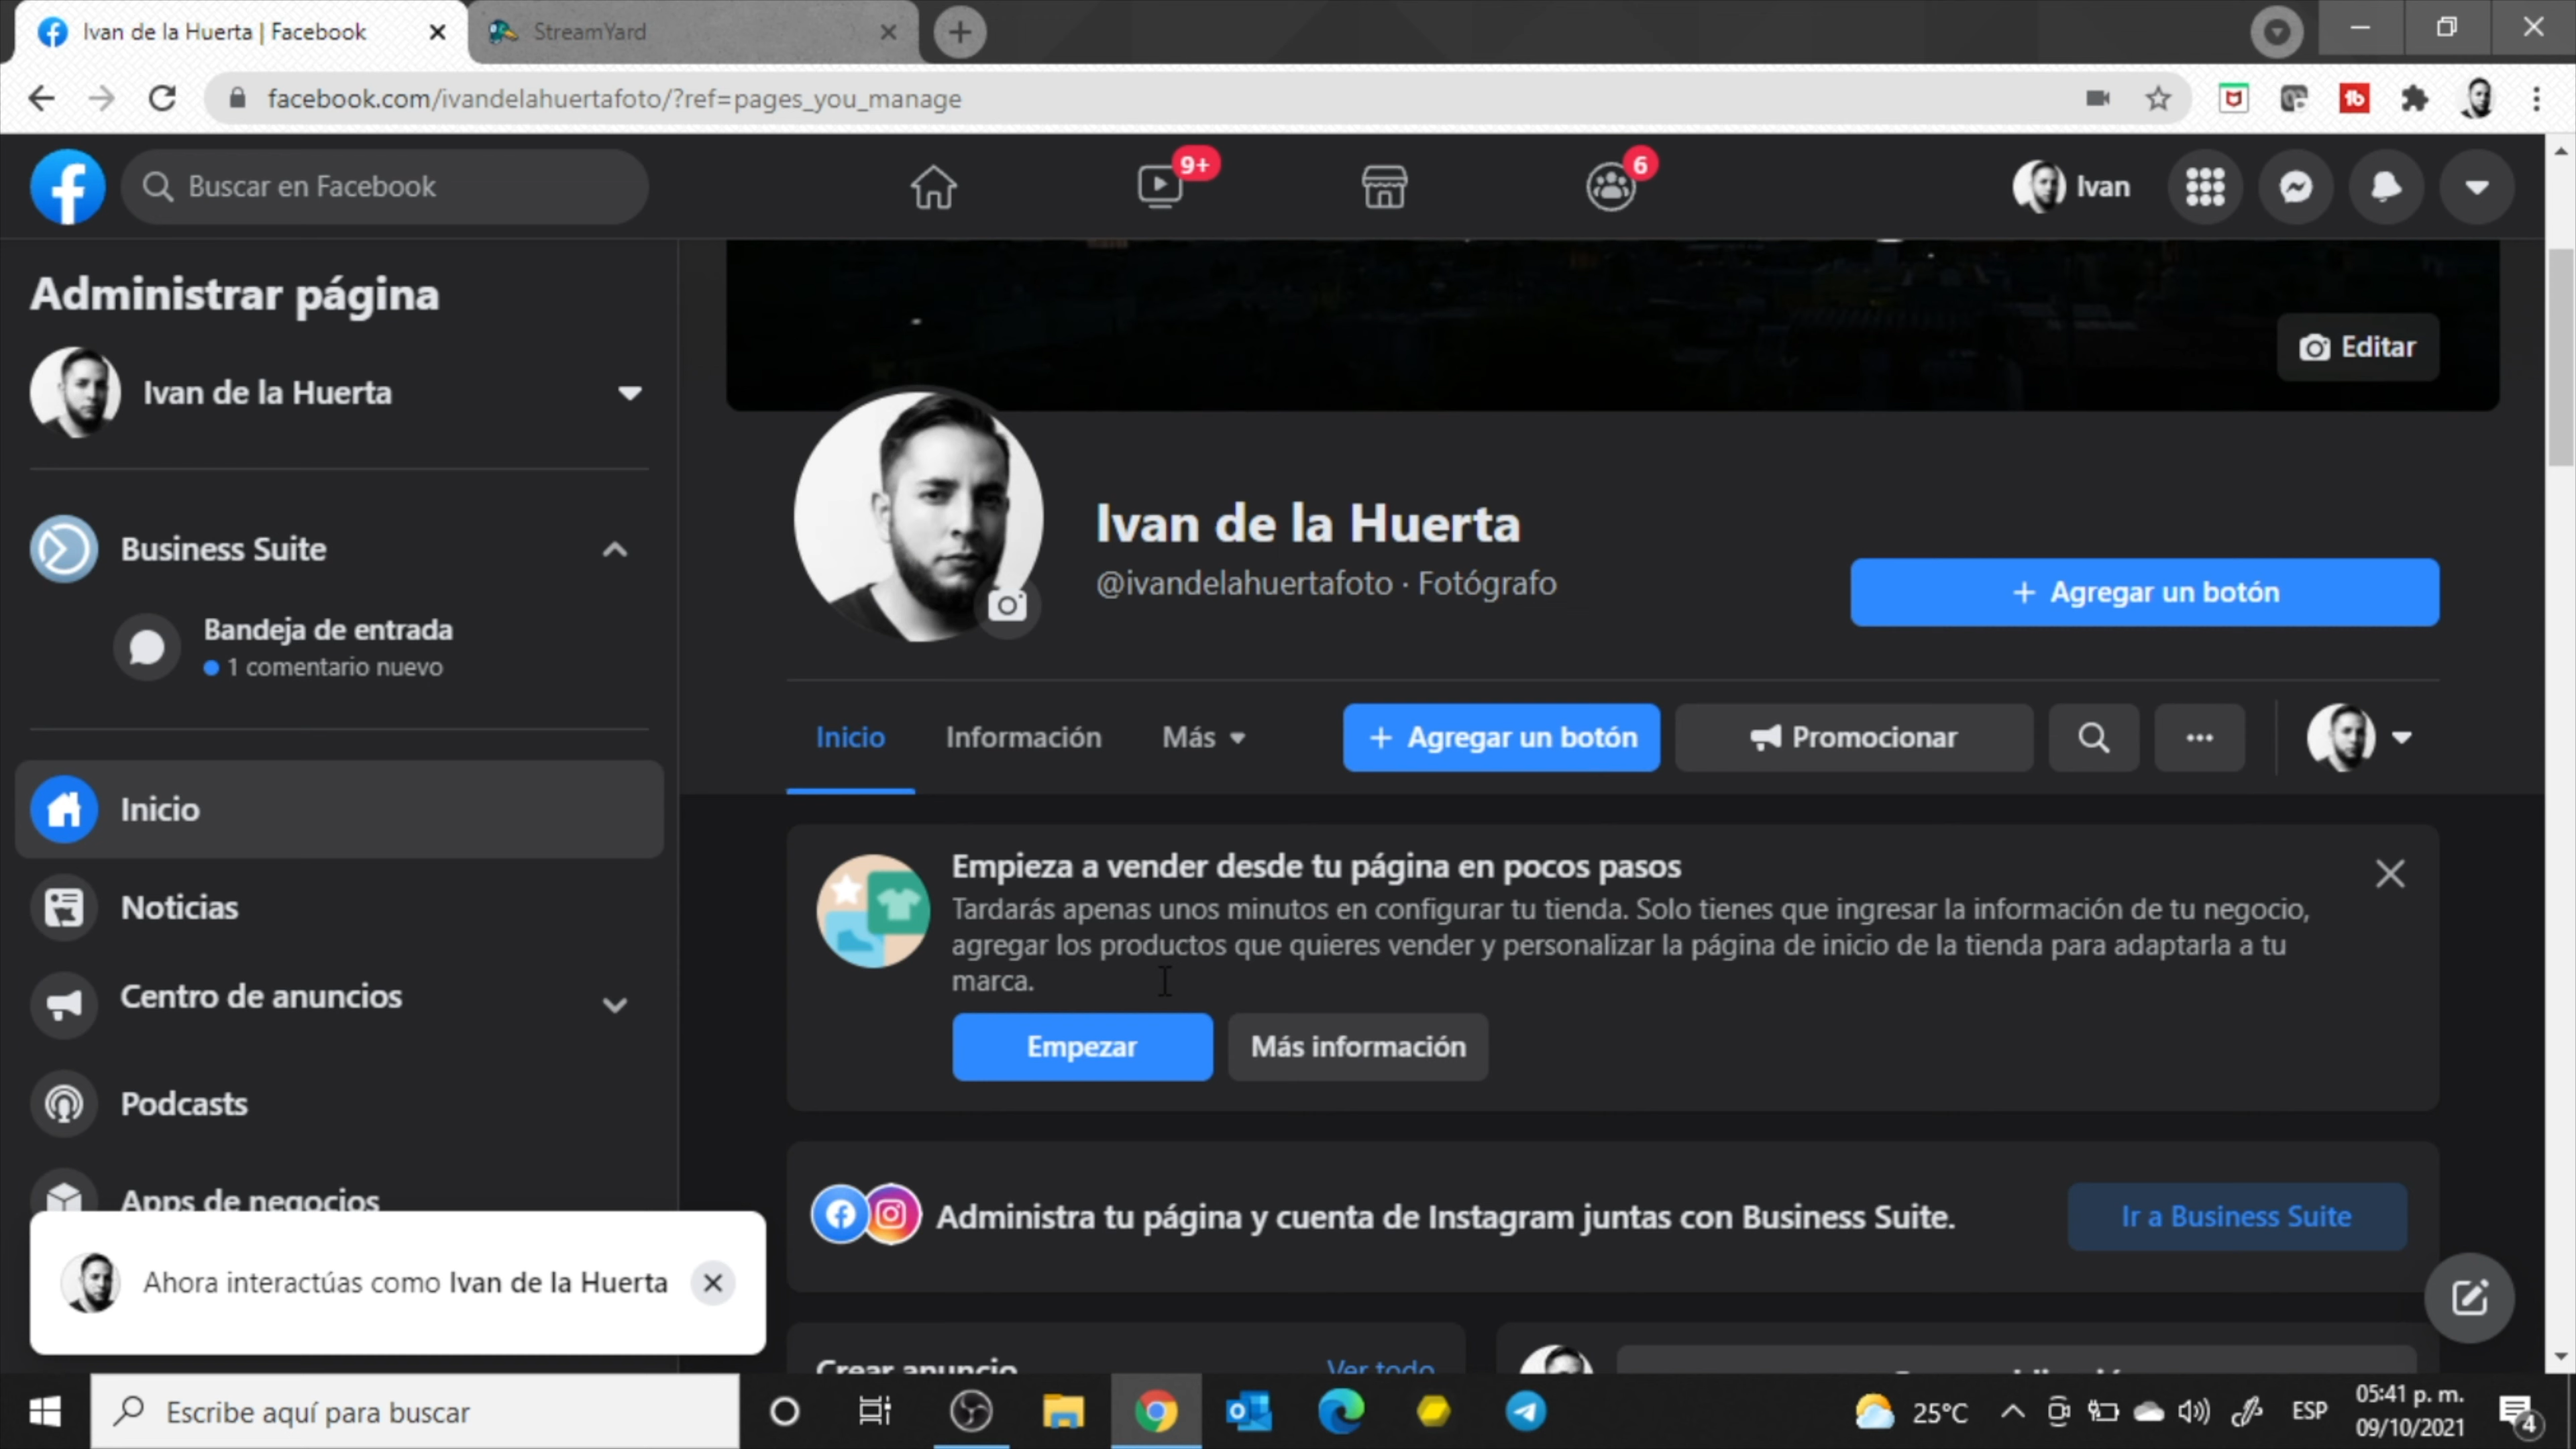 Ivan de la Huerta | Facebook
StreamYard
facebook.com/ivandelahuertafoto/?ref=pages_you_manage
Buscar en Facebook
9+
6
Ivan
Administrar página
Ivan de la Huerta
Business Suite
Bandeja de entrada
1 comentario nuevo
Inicio
Noticias
Centro de anuncios
Podcasts
Apps de negocios
Ahora interactúas como Ivan de la Huerta
Editar
Ivan de la Huerta
@ivandelahuertafoto · Fotógrafo
+ Agregar un botón
Inicio
Información
Más
+ Agregar un botón
Promocionar
Empieza a vender desde tu página en pocos pasos
Tardarás apenas unos minutos en configurar tu tienda. Solo tienes que ingresar la información de tu negocio,
agregar los productos que quieres vender y personalizar la página de inicio de la tienda para adaptarla a tu
marca.
Empezar
Más información
Administra tu página y cuenta de Instagram juntas con Business Suite.
Ir a Business Suite
Crear anuncio
Ver todo
Escribe aquí para buscar
25°C
ESP
05:41 p. m.
09/10/2021
4